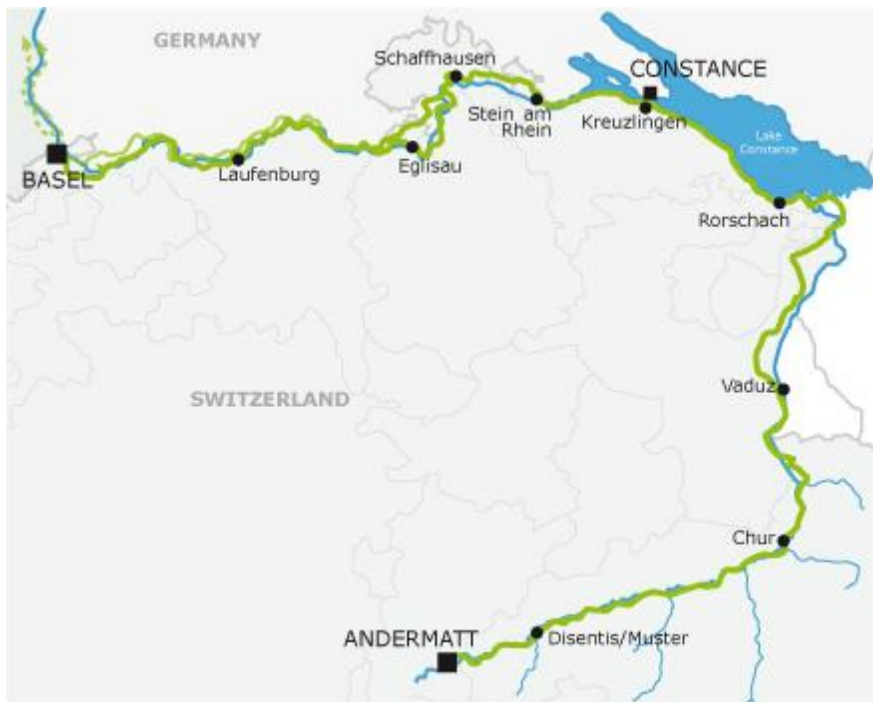 GERMANY
Schaffhausen
CONSTANCE
Stein am
Rhein
Kreuzlingen
Lake
Constance
BASEL
Laufenburg
Eglisau
Rorschach
SWITZERLAND
Vaduz
Chur
ANDERMATT
Disentis/Muster